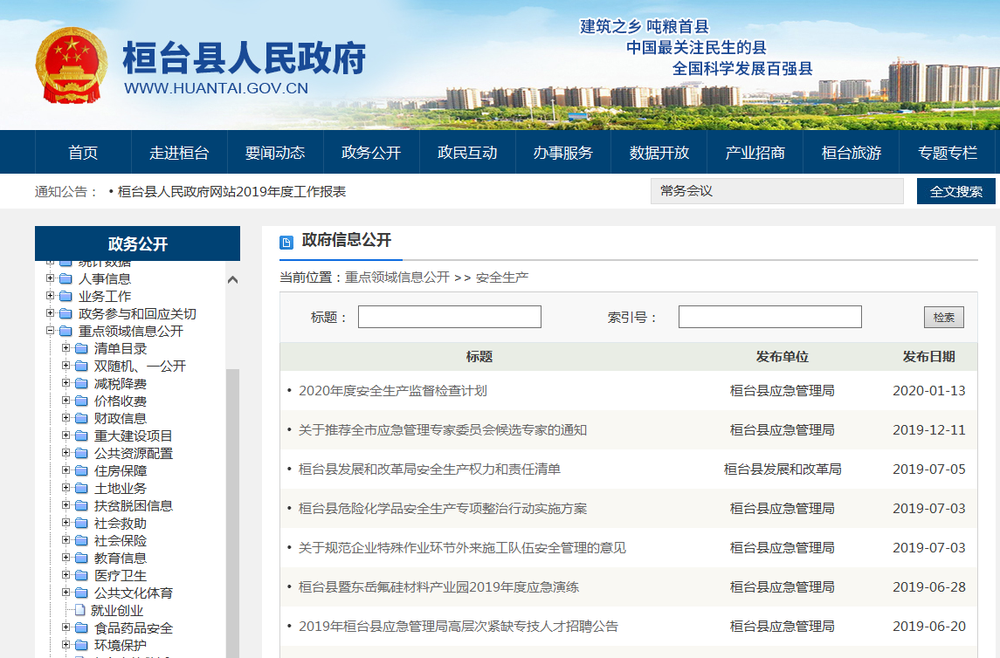 桓台县人民政府
WWW.HUANTAI.GOV.CN
建筑之乡 吨粮首县
中国最关注民生的县
全国科学发展百强县
首页 走进桓台 要闻动态 政务公开 政民互动 办事服务 数据开放 产业招商 桓台旅游 专题专栏
通知公告： • 桓台县人民政府网站2019年度工作报表 常务会议 全文搜索
政务公开
统计数据
人事信息
业务工作
政务参与和回应关切
重点领域信息公开
清单目录
双随机、一公开
减税降费
价格收费
财政信息
重大建设项目
公共资源配置
住房保障
土地业务
扶贫脱困信息
社会救助
社会保险
教育信息
医疗卫生
公共文化体育
就业创业
食品药品安全
环境保护
政府信息公开
当前位置：重点领域信息公开 >> 安全生产
标题： 索引号： 检索
标题 发布单位 发布日期
• 2020年度安全生产监督检查计划 桓台县应急管理局 2020-01-13
• 关于推荐全市应急管理专家委员会候选专家的通知 桓台县应急管理局 2019-12-11
• 桓台县发展和改革局安全生产权力和责任清单 桓台县发展和改革局 2019-07-05
• 桓台县危险化学品安全生产专项整治行动实施方案 桓台县应急管理局 2019-07-03
• 关于规范企业特殊作业环节外来施工队伍安全管理的意见 桓台县应急管理局 2019-07-03
• 桓台县暨东岳氟硅材料产业园2019年度应急演练 桓台县应急管理局 2019-06-28
• 2019年桓台县应急管理局高层次紧缺专技人才招聘公告 桓台县应急管理局 2019-06-20